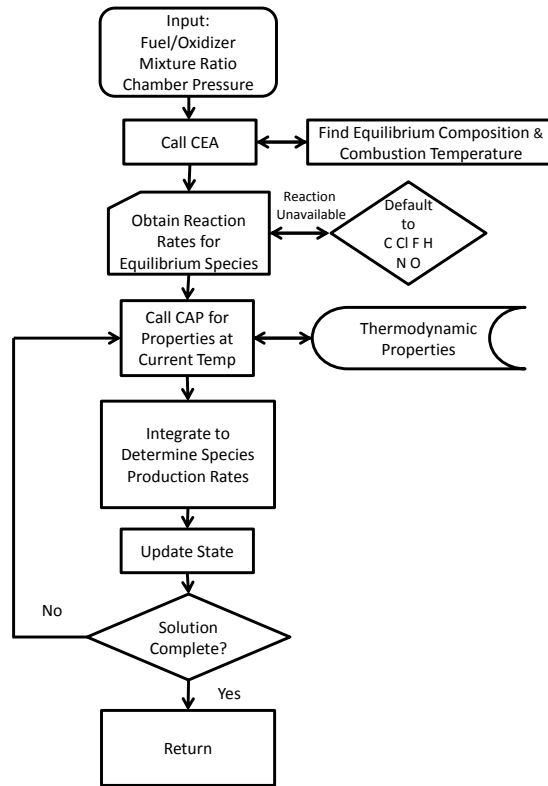 Input:
Fuel/Oxidizer
Mixture Ratio
Chamber Pressure
Call CEA
Find Equilibrium Composition &
Combustion Temperature
Obtain Reaction
Rates for
Equilibrium Species
Reaction
Unavailable
Default
to
C Cl F H
N O
Call CAP for
Properties at
Current Temp
Thermodynamic
Properties
Integrate to
Determine Species
Production Rates
Update State
No
Solution
Complete?
Yes
Return